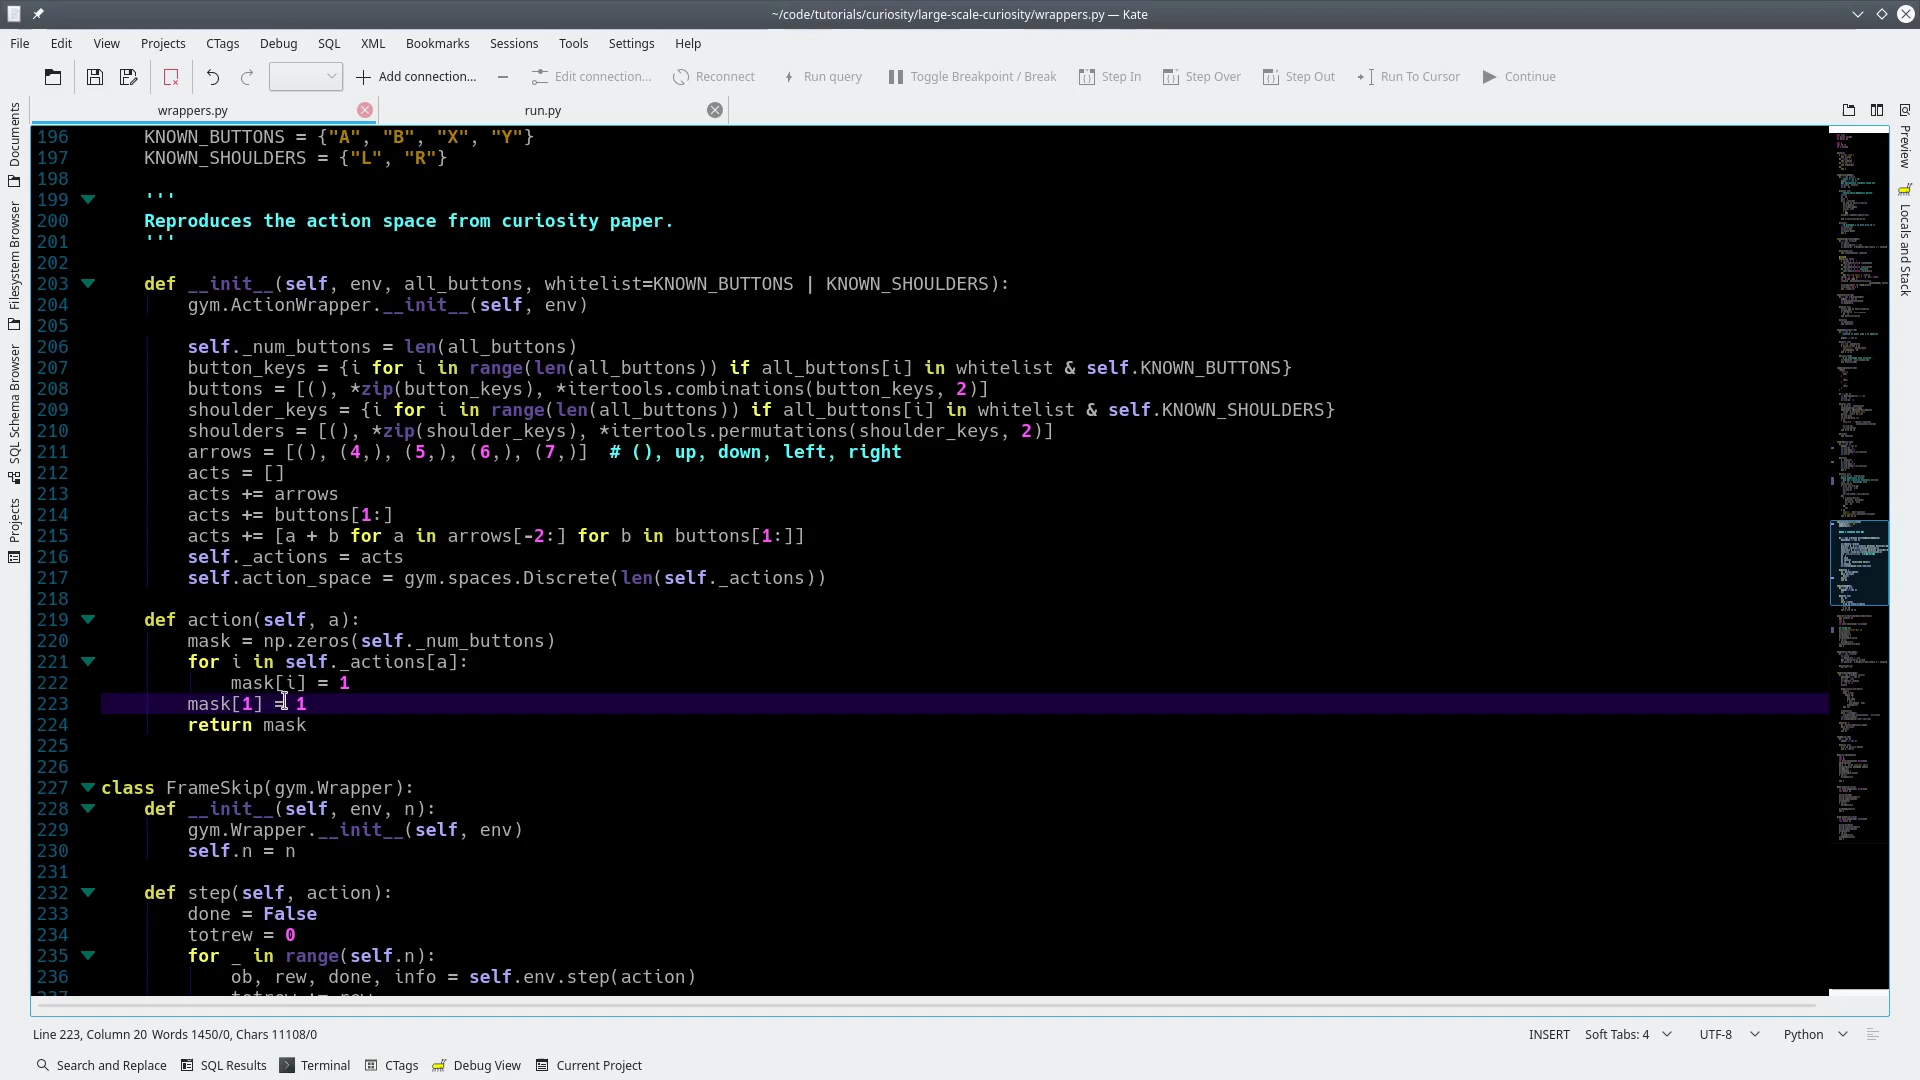 ~/code/tutorials/curiosity/large-scale-curiosity/wrappers.py — Kate
File Edit View Projects CTags Debug SQL XML Bookmarks Sessions Tools Settings Help
Add connection... Edit connection... Reconnect Run query Toggle Breakpoint / Break Step In Step Over Step Out Run To Cursor Continue
wrappers.py run.py
Documents
Filesystem Browser
SQL Schema Browser
Projects
Preview
Locals and Stack
196 KNOWN_BUTTONS = {"A", "B", "X", "Y"}
197 KNOWN_SHOULDERS = {"L", "R"}
198
199 '''
200 Reproduces the action space from curiosity paper.
201 '''
202
203 def __init__(self, env, all_buttons, whitelist=KNOWN_BUTTONS | KNOWN_SHOULDERS):
204 gym.ActionWrapper.__init__(self, env)
205
206 self._num_buttons = len(all_buttons)
207 button_keys = {i for i in range(len(all_buttons)) if all_buttons[i] in whitelist & self.KNOWN_BUTTONS}
208 buttons = [(), *zip(button_keys), *itertools.combinations(button_keys, 2)]
209 shoulder_keys = {i for i in range(len(all_buttons)) if all_buttons[i] in whitelist & self.KNOWN_SHOULDERS}
210 shoulders = [(), *zip(shoulder_keys), *itertools.permutations(shoulder_keys, 2)]
211 arrows = [(), (4,), (5,), (6,), (7,)]  # (), up, down, left, right
212 acts = []
213 acts += arrows
214 acts += buttons[1:]
215 acts += [a + b for a in arrows[-2:] for b in buttons[1:]]
216 self._actions = acts
217 self.action_space = gym.spaces.Discrete(len(self._actions))
218
219 def action(self, a):
220 mask = np.zeros(self._num_buttons)
221 for i in self._actions[a]:
222 mask[i] = 1
223 mask[1] = 1
224 return mask
225
226
227 class FrameSkip(gym.Wrapper):
228 def __init__(self, env, n):
229 gym.Wrapper.__init__(self, env)
230 self.n = n
231
232 def step(self, action):
233 done = False
234 totrew = 0
235 for _ in range(self.n):
236 ob, rew, done, info = self.env.step(action)
Line 223, Column 20 Words 1450/0, Chars 11108/0 INSERT Soft Tabs: 4 UTF-8 Python
Search and Replace SQL Results Terminal CTags Debug View Current Project